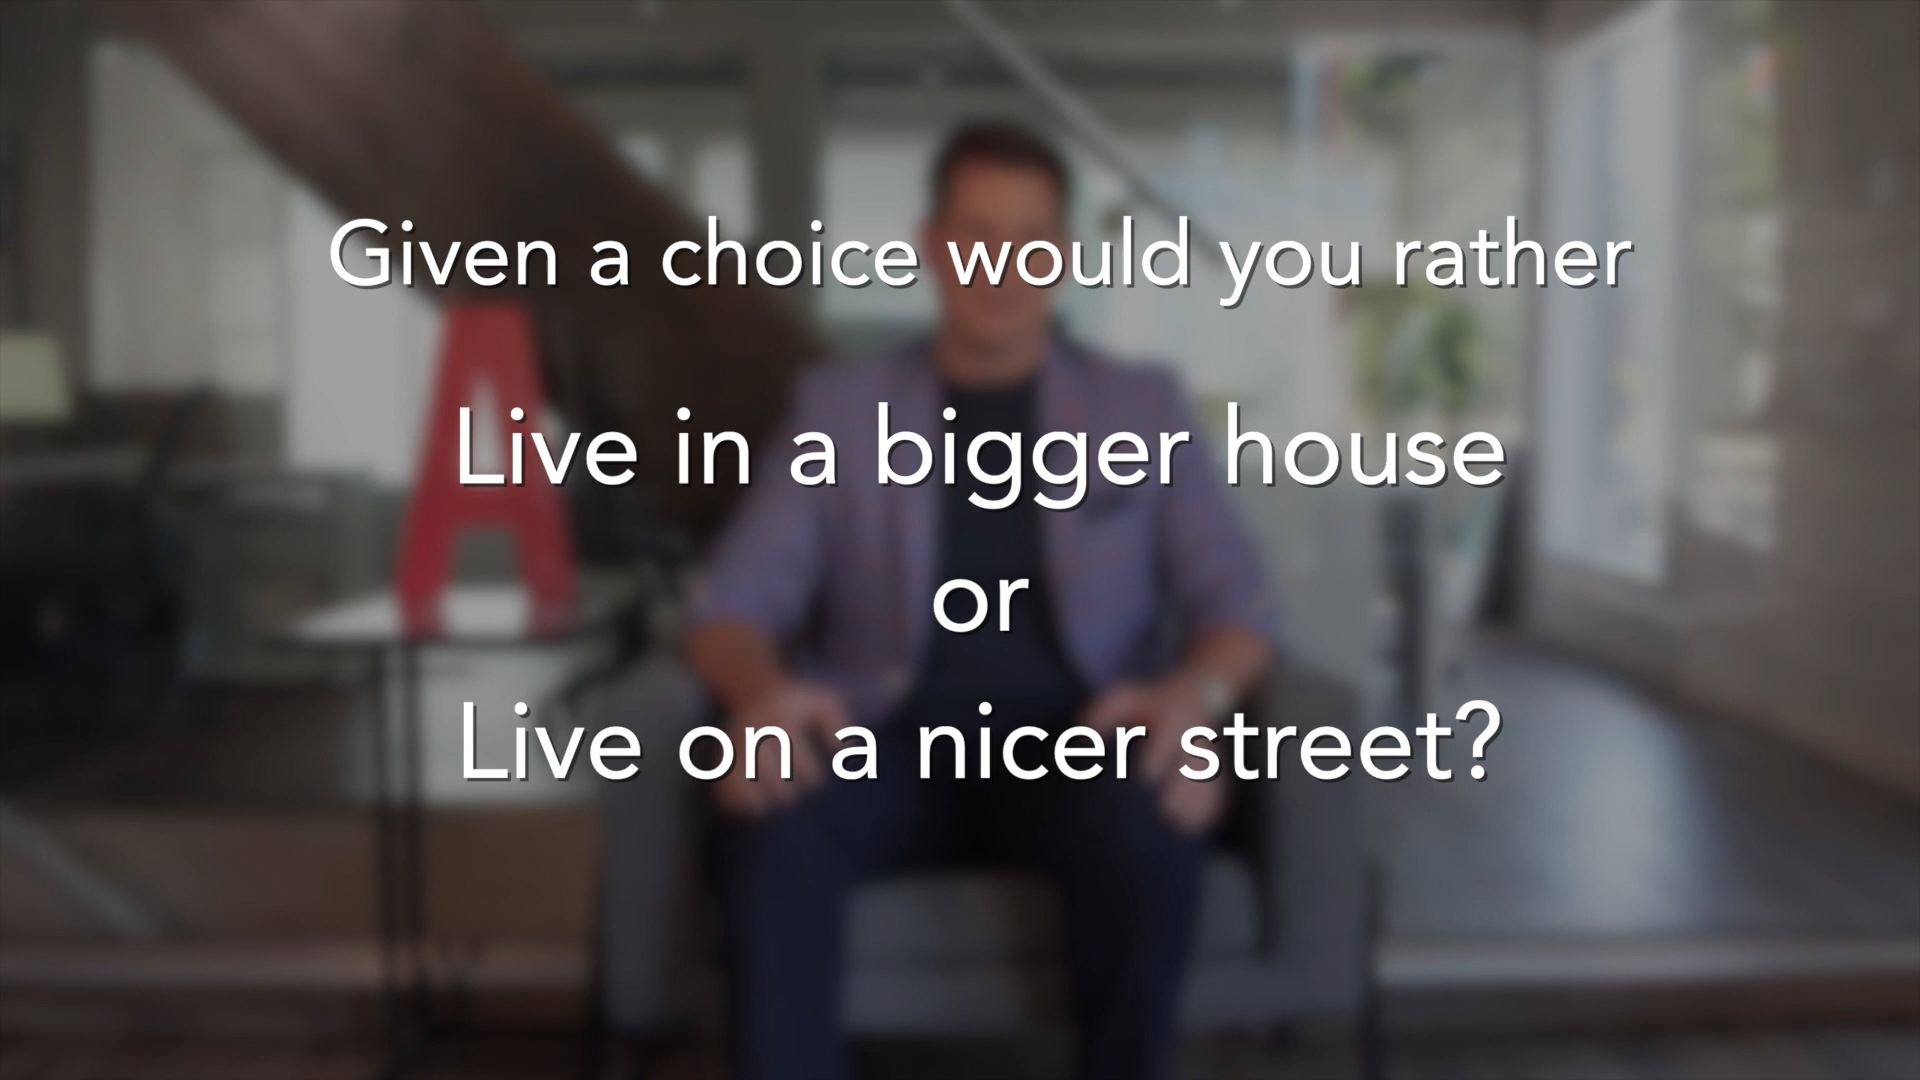 Given a choice would you rather
Live in a bigger house
or
Live on a nicer street?
A